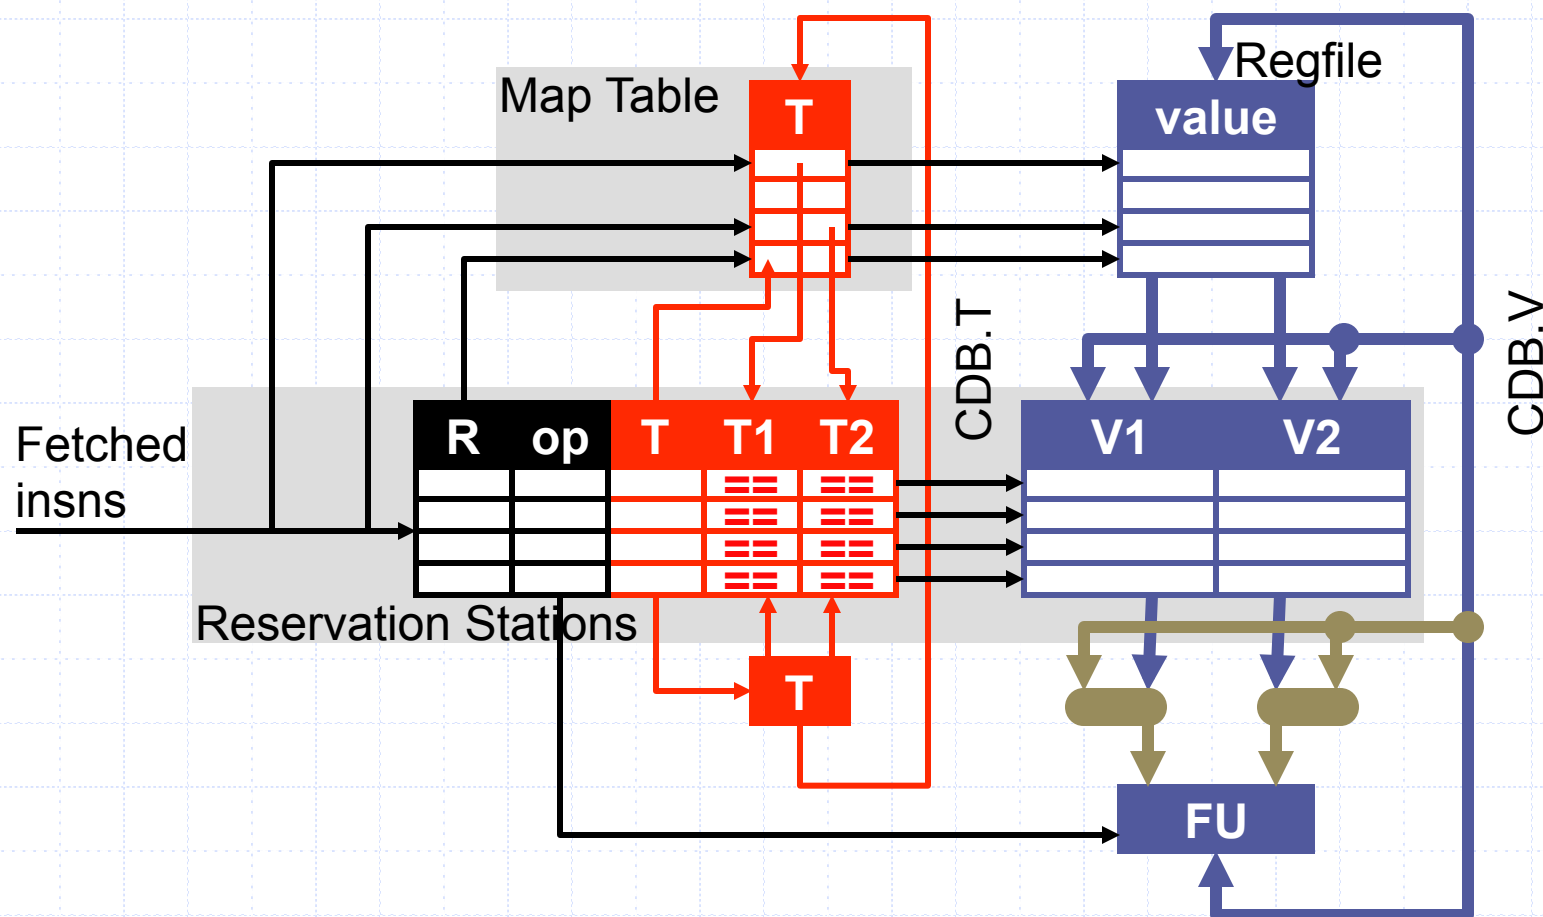 Regfile
Map Table
T
value
CDB.T
CDB.V
Fetched
insns
R op T T1 T2
V1 V2
== ==
== ==
== ==
== ==
Reservation Stations
T
FU